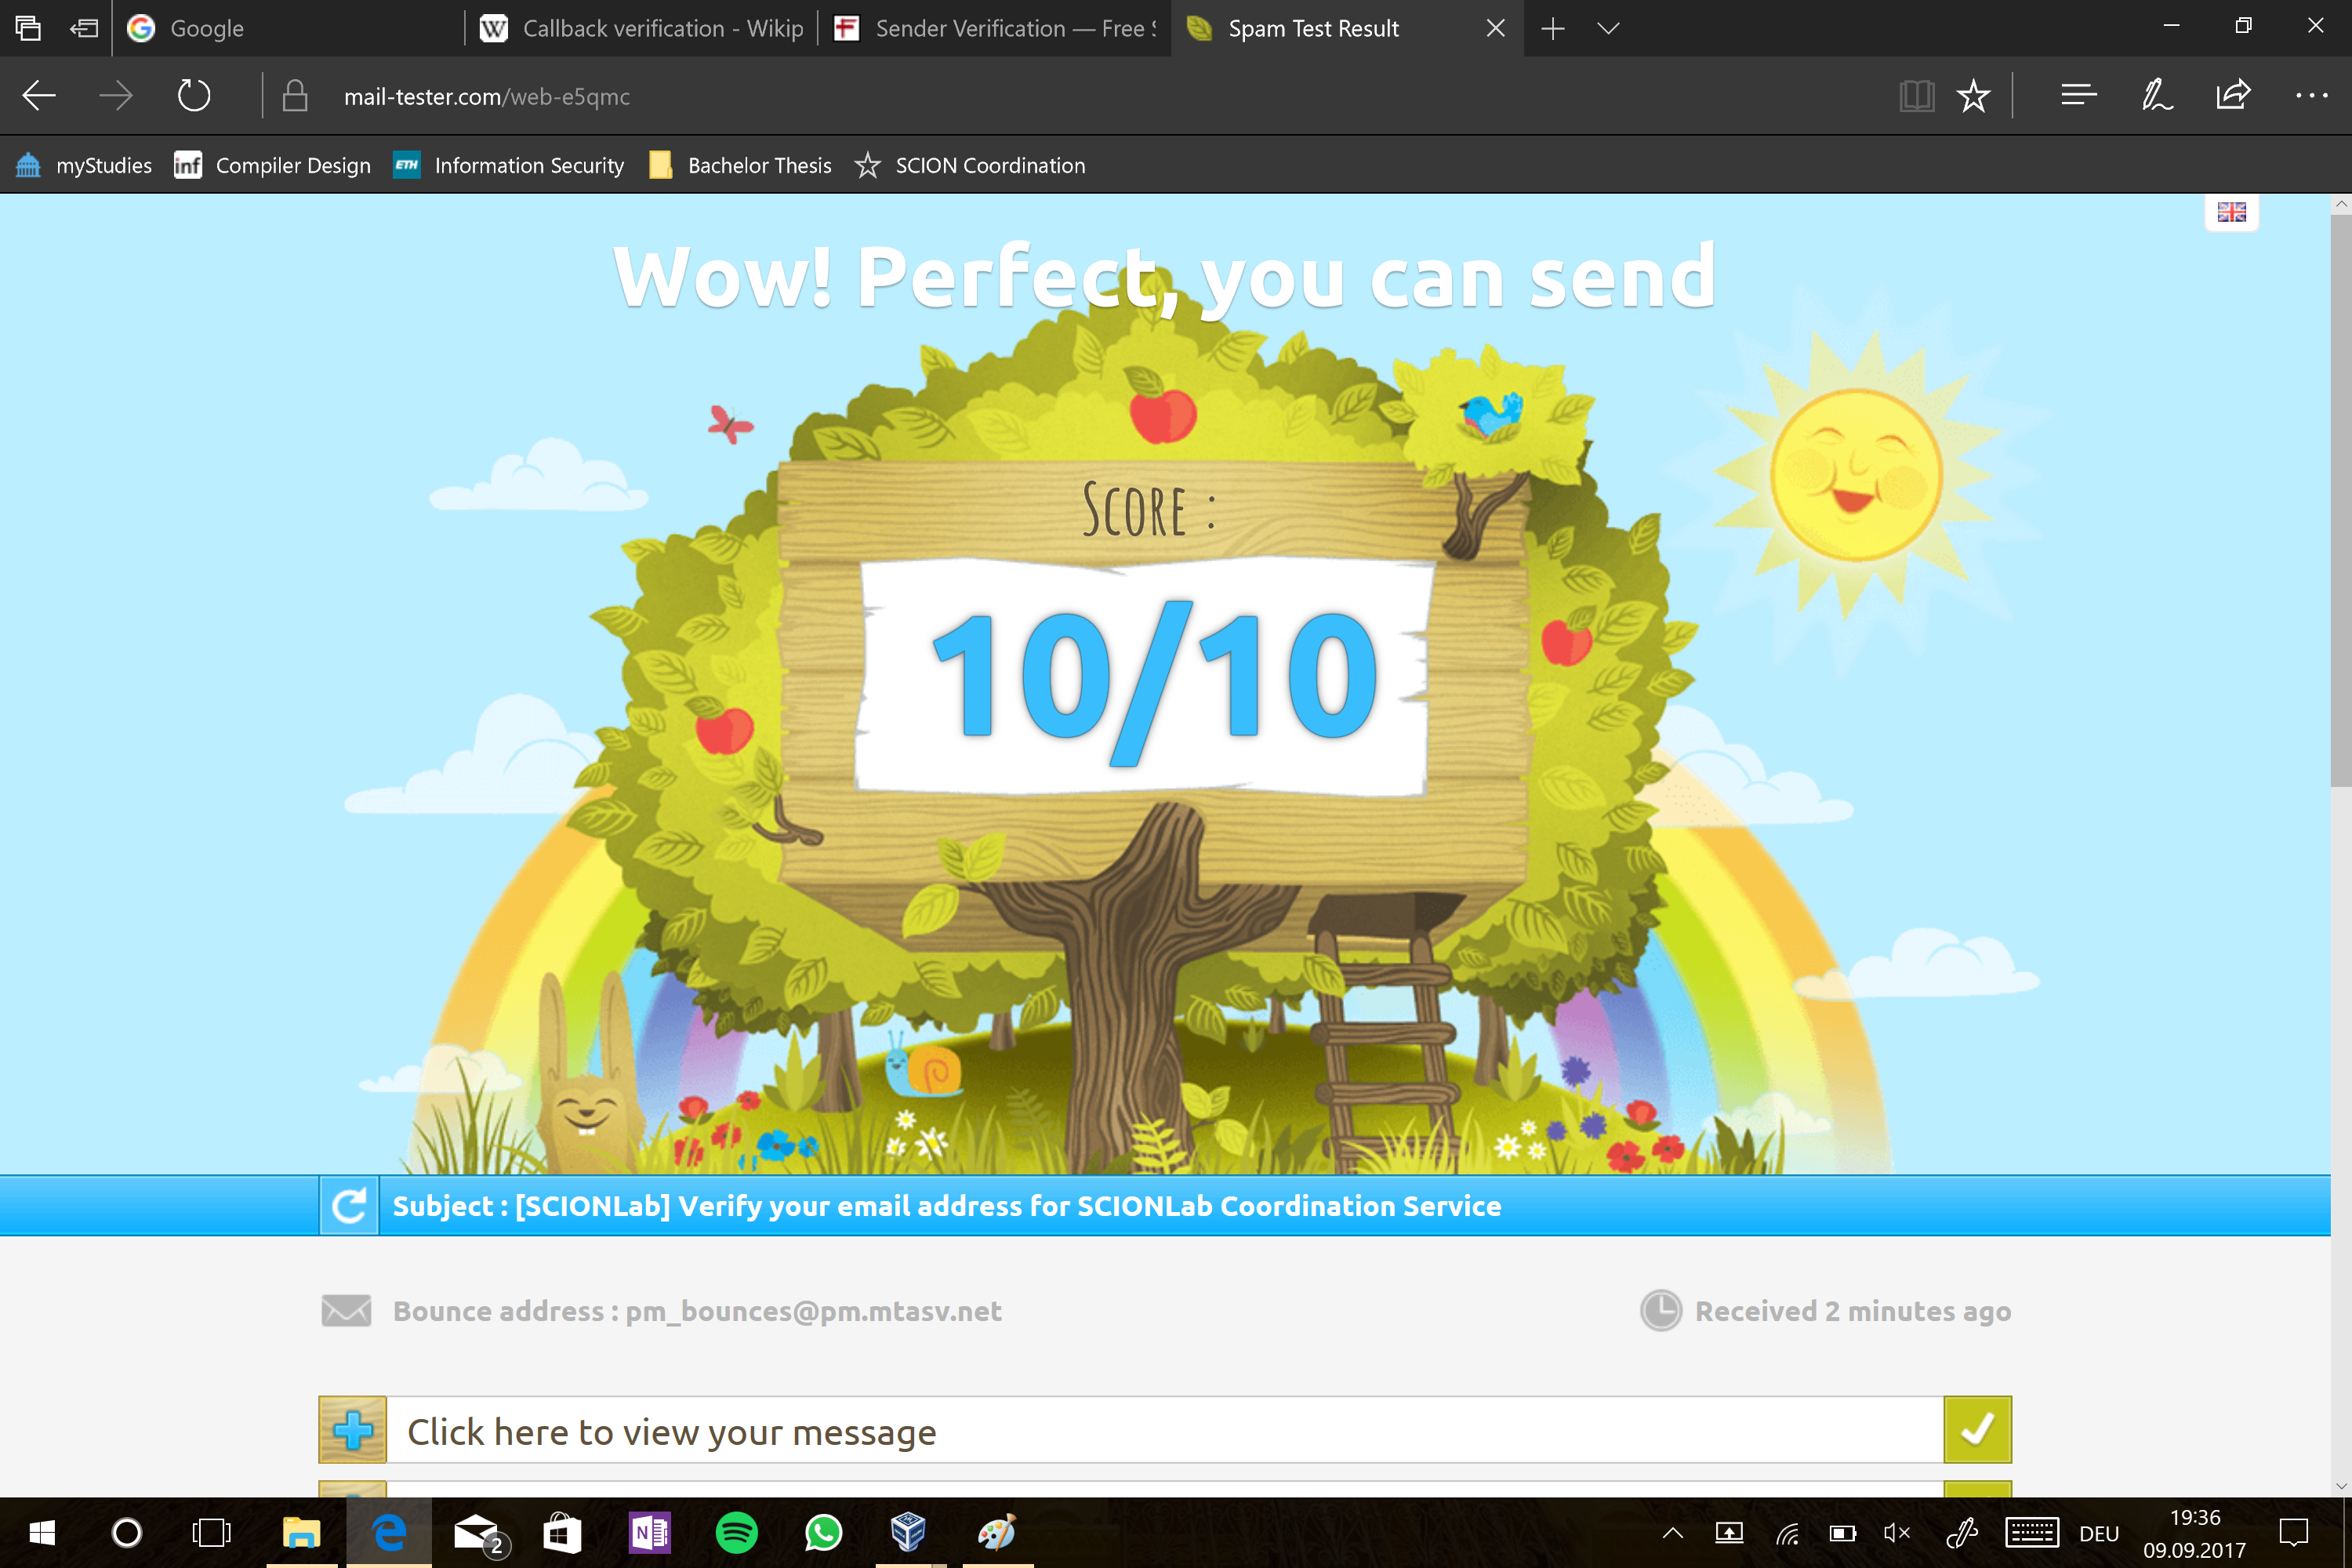 Google
Callback verification - Wikip
Sender Verification — Free S
Spam Test Result
mail-tester.com/web-e5qmc
myStudies
inf
Compiler Design
ETH
Information Security
Bachelor Thesis
SCION Coordination
Wow! Perfect, you can send
Score :
10/10
Subject : [SCIONLab] Verify your email address for SCIONLab Coordination Service
Bounce address : pm_bounces@pm.mtasv.net
Received 2 minutes ago
Click here to view your message
2
DEU
19:36
09.09.2017